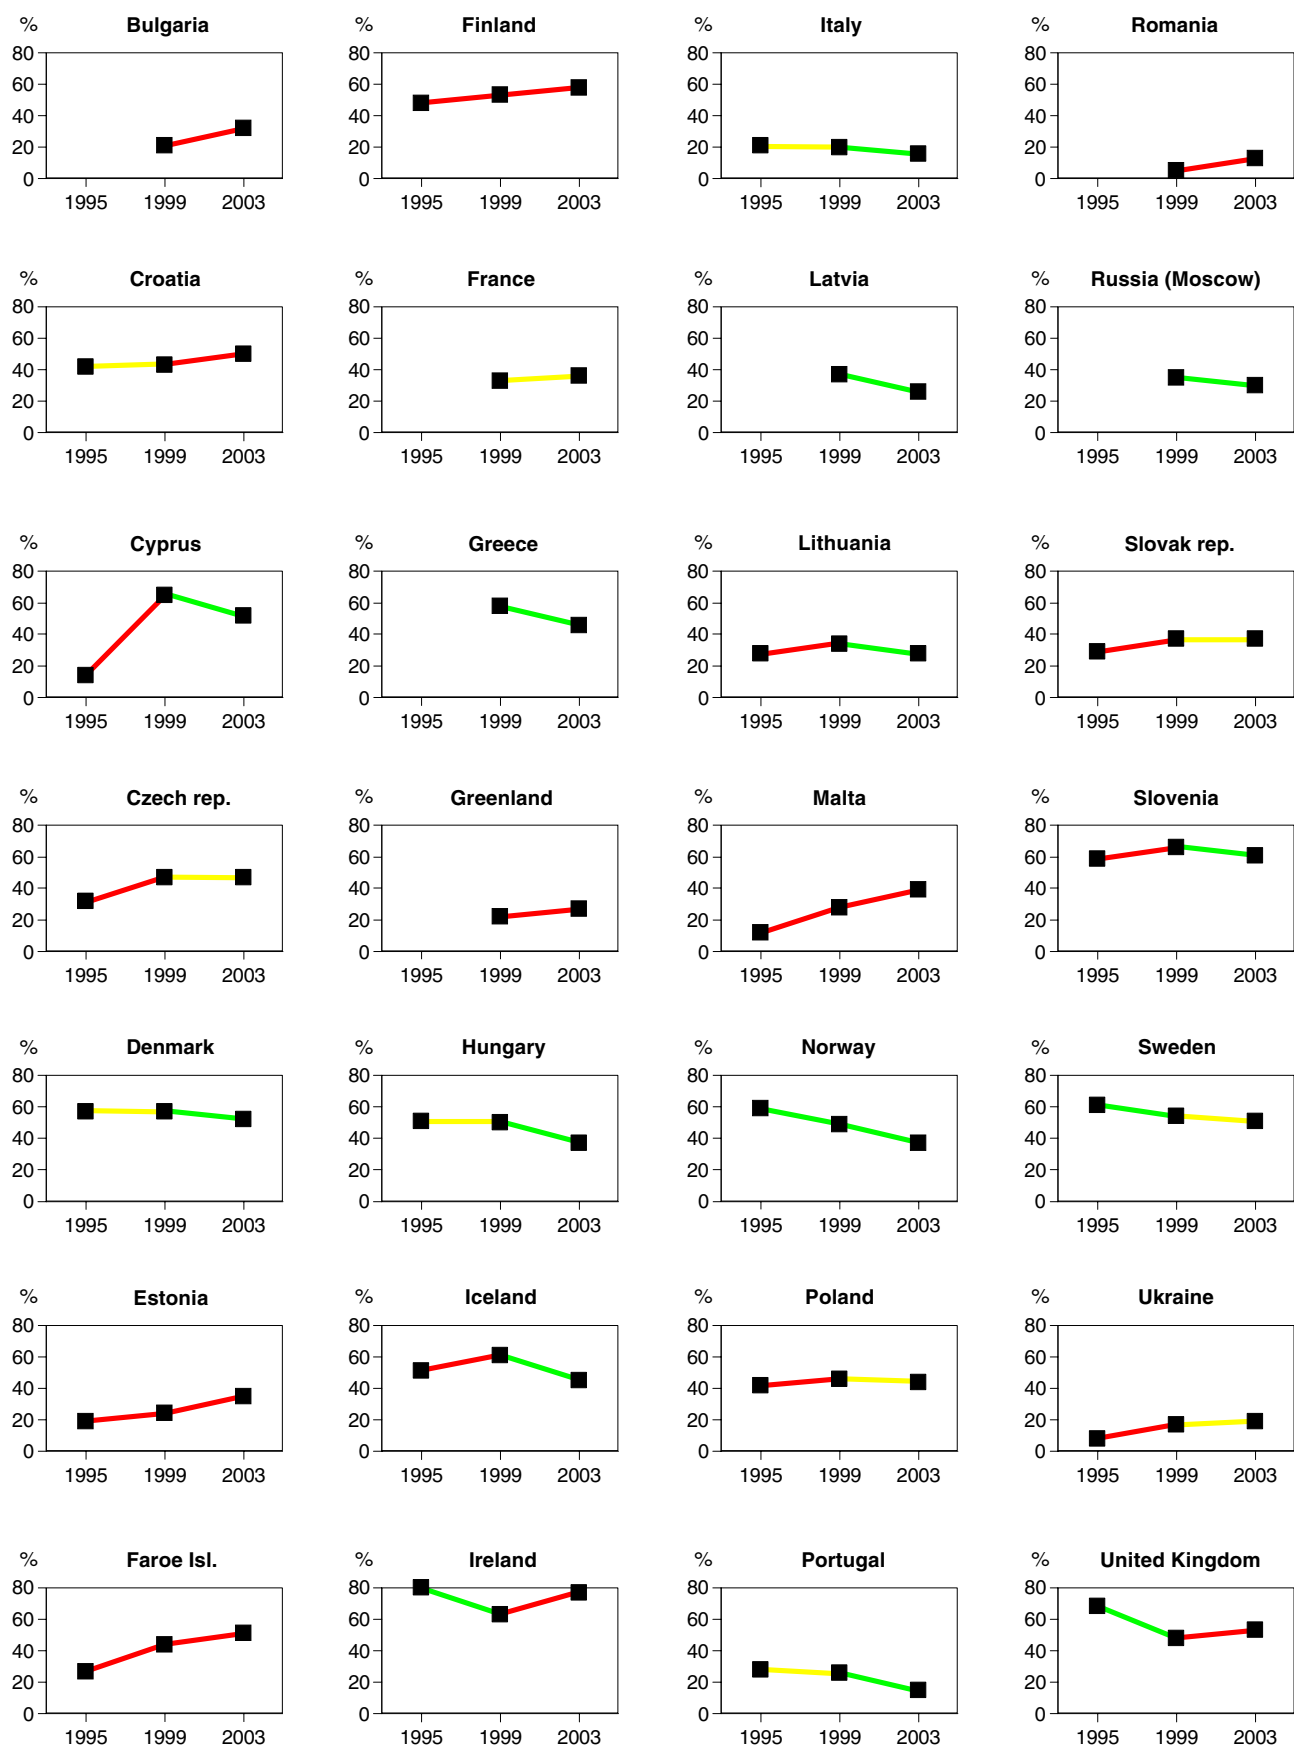 % Bulgaria % Finland % Italy % Romania
80 80 80 80
60 60 60 60
40 40 40 40
20 20 20 20
0 0 0 0
1995 1999 2003 1995 1999 2003 1995 1999 2003 1995 1999 2003
% Croatia % France % Latvia % Russia (Moscow)
80 80 80 80
60 60 60 60
40 40 40 40
20 20 20 20
0 0 0 0
1995 1999 2003 1995 1999 2003 1995 1999 2003 1995 1999 2003
% Cyprus % Greece % Lithuania % Slovak rep.
80 80 80 80
60 60 60 60
40 40 40 40
20 20 20 20
0 0 0 0
1995 1999 2003 1995 1999 2003 1995 1999 2003 1995 1999 2003
% Czech rep. % Greenland % Malta % Slovenia
80 80 80 80
60 60 60 60
40 40 40 40
20 20 20 20
0 0 0 0
1995 1999 2003 1995 1999 2003 1995 1999 2003 1995 1999 2003
% Denmark % Hungary % Norway % Sweden
80 80 80 80
60 60 60 60
40 40 40 40
20 20 20 20
0 0 0 0
1995 1999 2003 1995 1999 2003 1995 1999 2003 1995 1999 2003
% Estonia % Iceland % Poland % Ukraine
80 80 80 80
60 60 60 60
40 40 40 40
20 20 20 20
0 0 0 0
1995 1999 2003 1995 1999 2003 1995 1999 2003 1995 1999 2003
% Faroe Isl. % Ireland % Portugal % United Kingdom
80 80 80 80
60 60 60 60
40 40 40 40
20 20 20 20
0 0 0 0
1995 1999 2003 1995 1999 2003 1995 1999 2003 1995 1999 2003